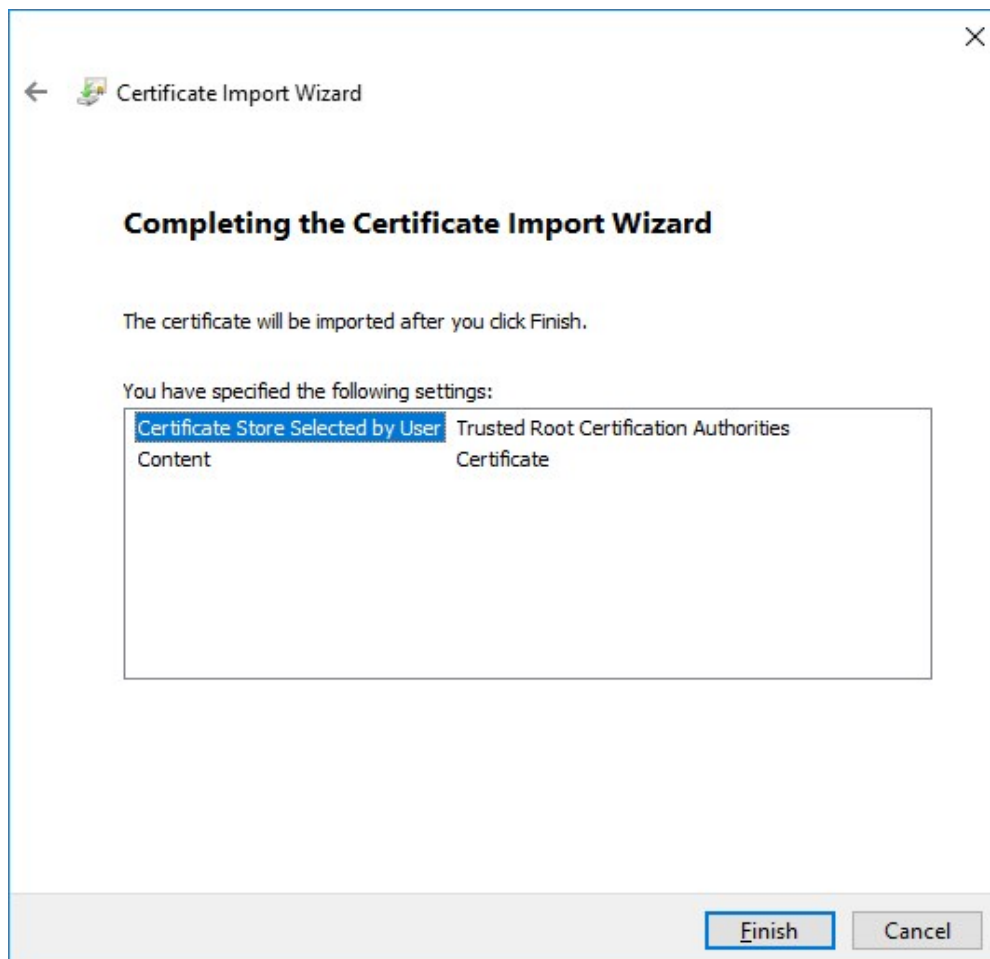 Certificate Import Wizard
Completing the Certificate Import Wizard
The certificate will be imported after you click Finish.
You have specified the following settings:
Certificate Store Selected by User Trusted Root Certification Authorities
Content Certificate
Finish Cancel